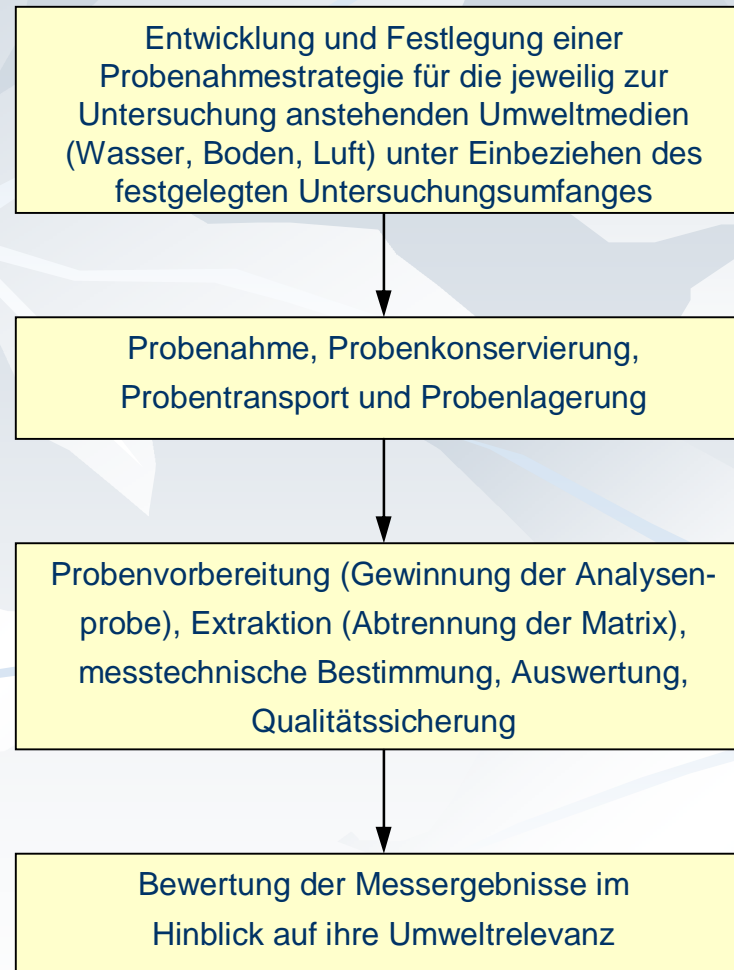 Entwicklung und Festlegung einer
Probenahmestrategie für die jeweilig zur
Untersuchung anstehenden Umweltmedien
(Wasser, Boden, Luft) unter Einbeziehen des
festgelegten Untersuchungsumfanges
Probenahme, Probenkonservierung,
Probentransport und Probenlagerung
Probenvorbereitung (Gewinnung der Analysen-
probe), Extraktion (Abtrennung der Matrix),
messtechnische Bestimmung, Auswertung,
Qualitätssicherung
Bewertung der Messergebnisse im
Hinblick auf ihre Umweltrelevanz